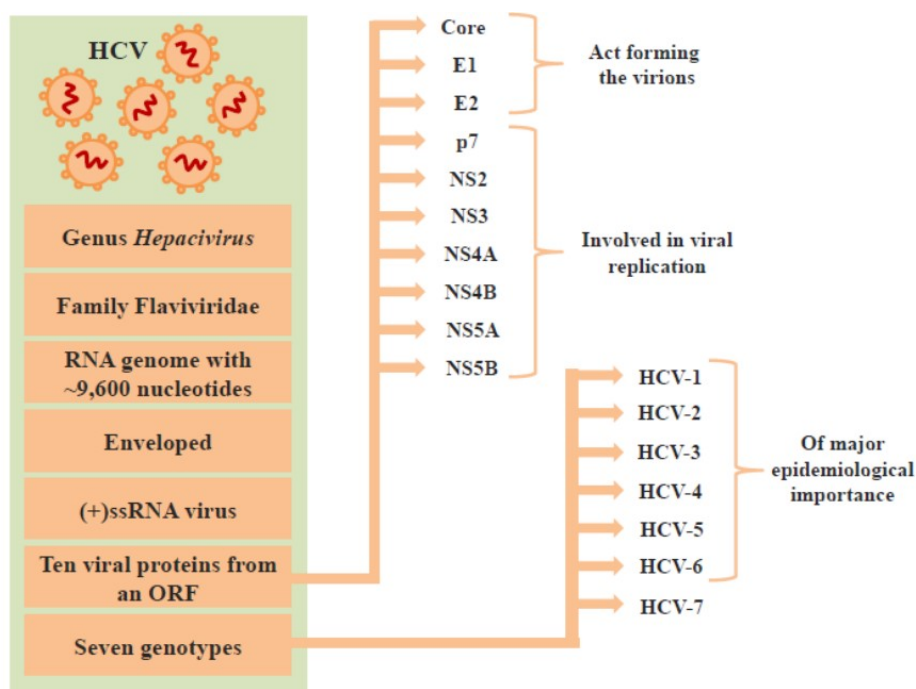 HCV
Genus Hepacivirus
Family Flaviviridae
RNA genome with
~9,600 nucleotides
Enveloped
(+)ssRNA virus
Ten viral proteins from
an ORF
Seven genotypes
Core
E1
E2
p7
NS2
NS3
NS4A
NS4B
NS5A
NS5B
Act forming
the virions
Involved in viral
replication
HCV-1
HCV-2
HCV-3
HCV-4
HCV-5
HCV-6
HCV-7
Of major
epidemiological
importance